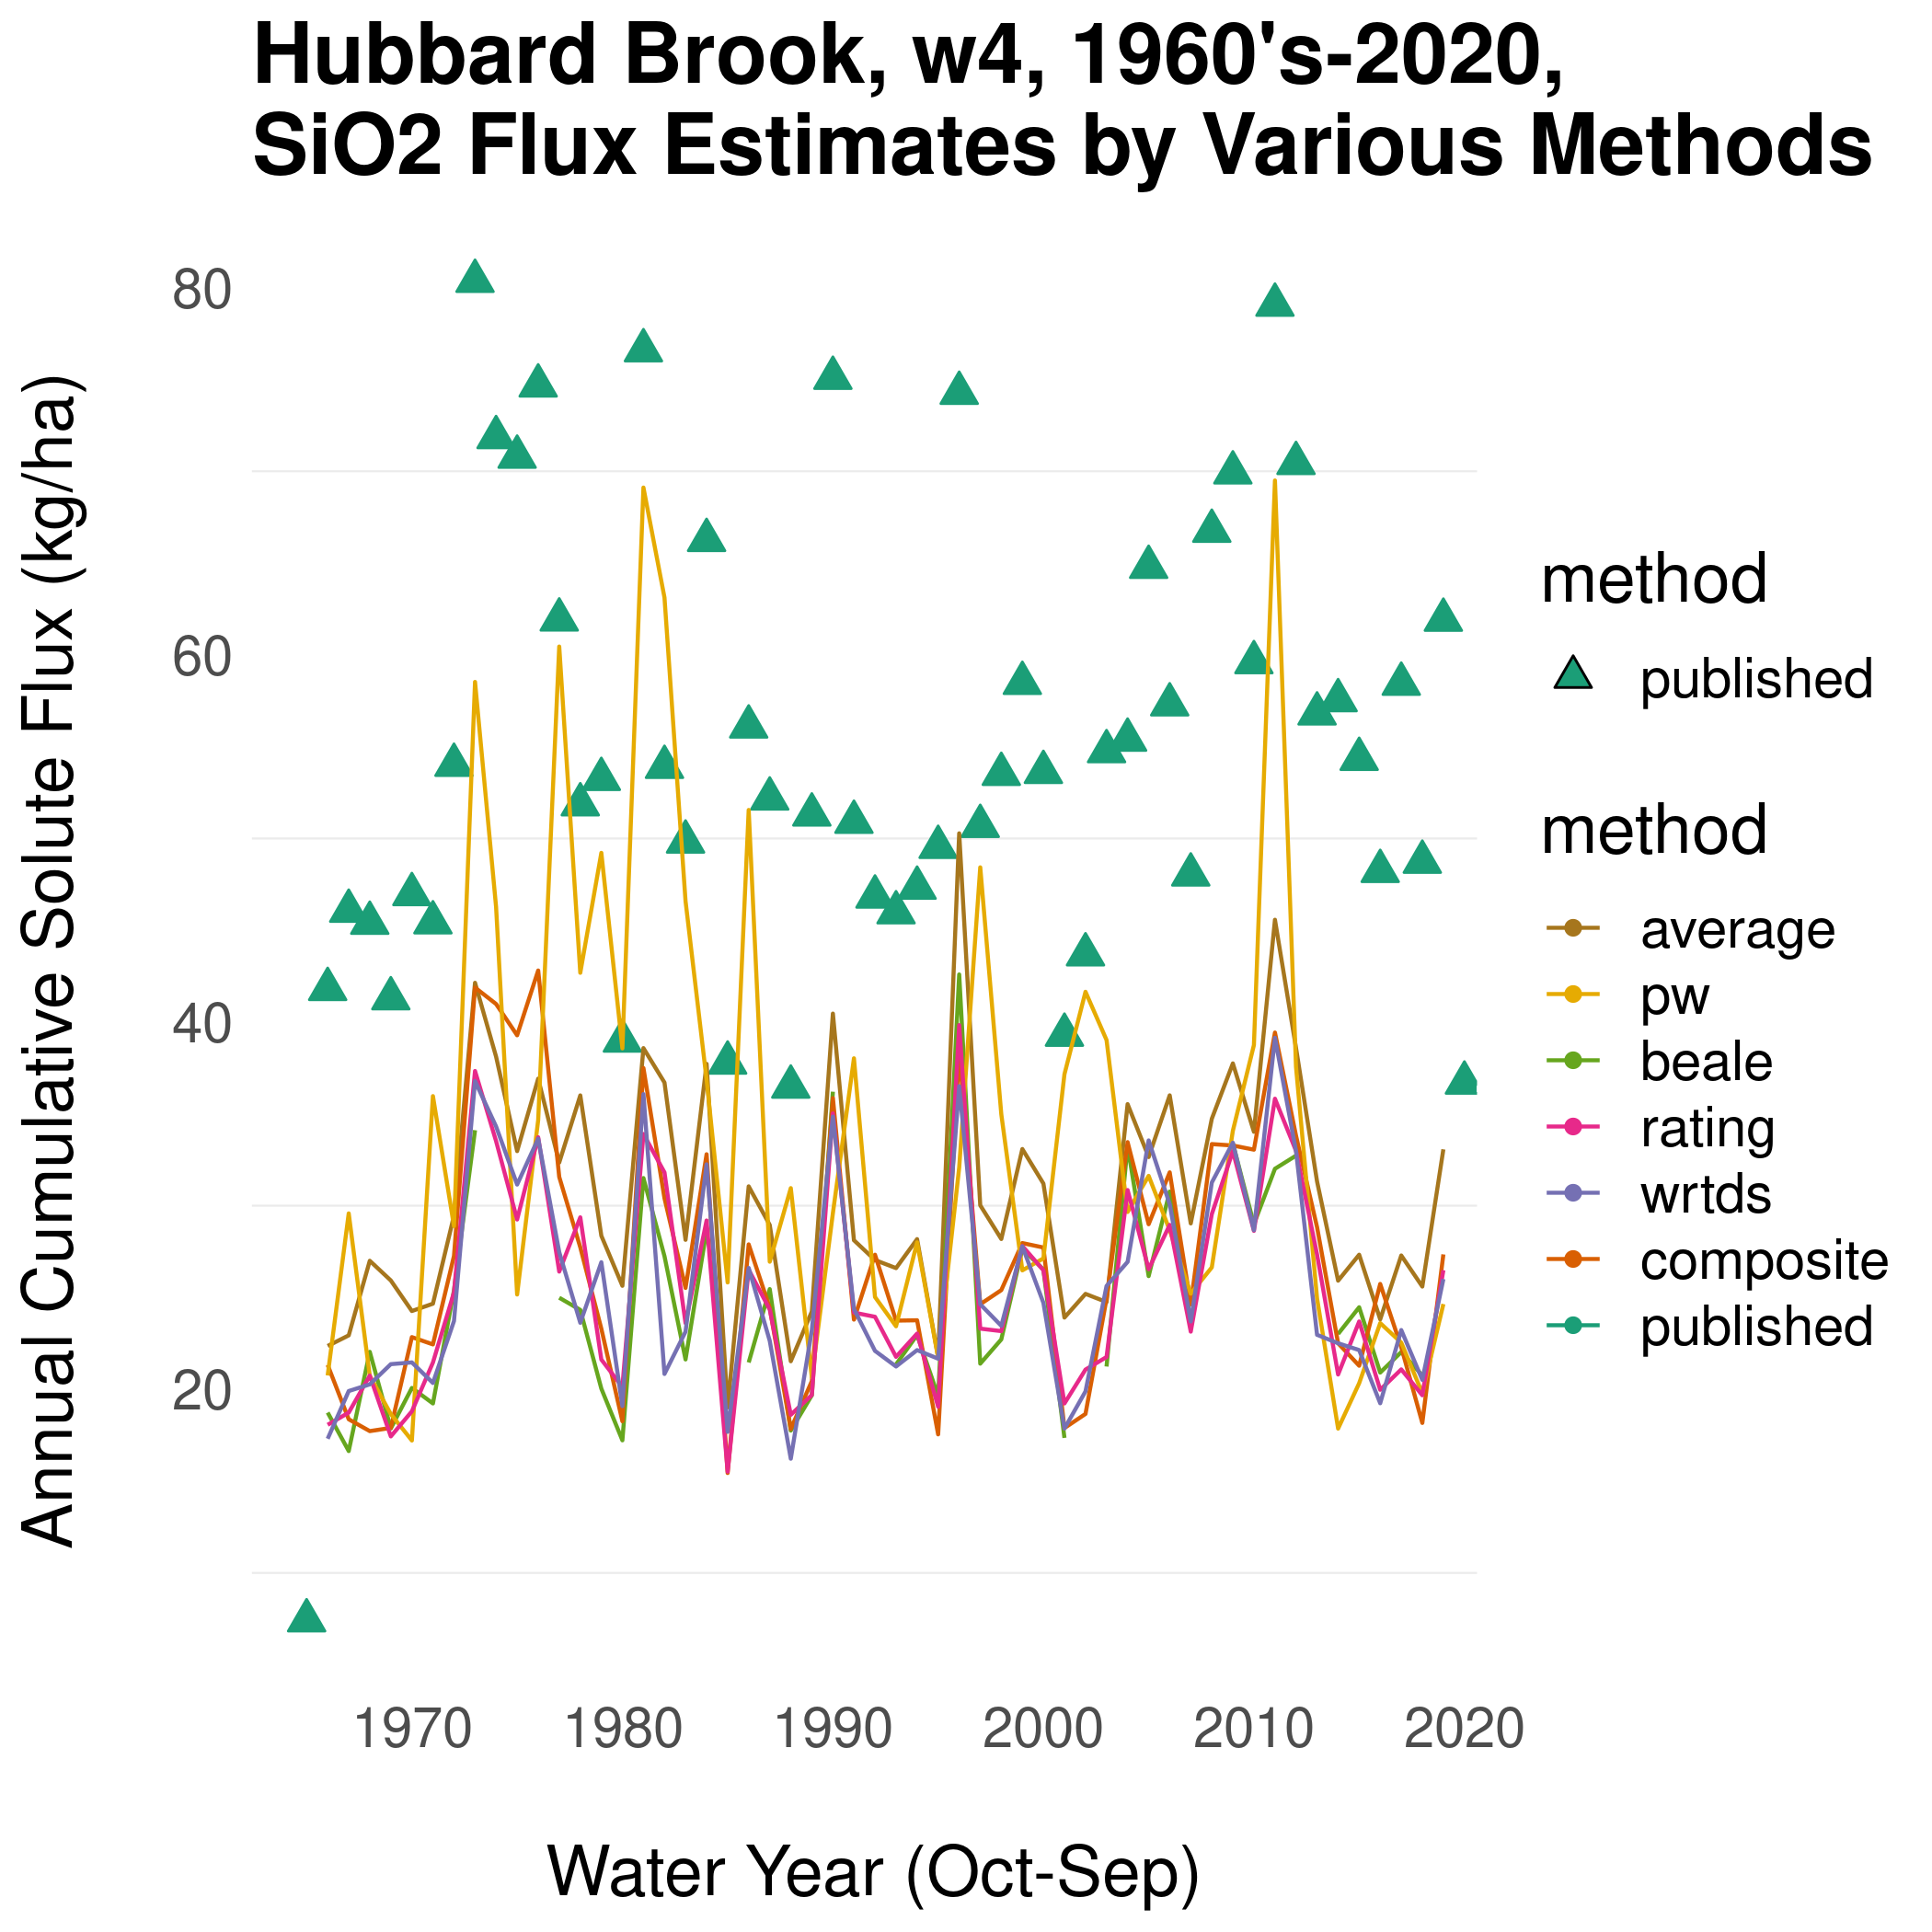 Hubbard Brook, w4, 1960's-2020,
SiO2 Flux Estimates by Various Methods
Annual Cumulative Solute Flux (kg/ha)
80
60
40
20
1970 1980 1990 2000 2010 2020
Water Year (Oct-Sep)
method
published
method
average
pw
beale
rating
wrtds
composite
published